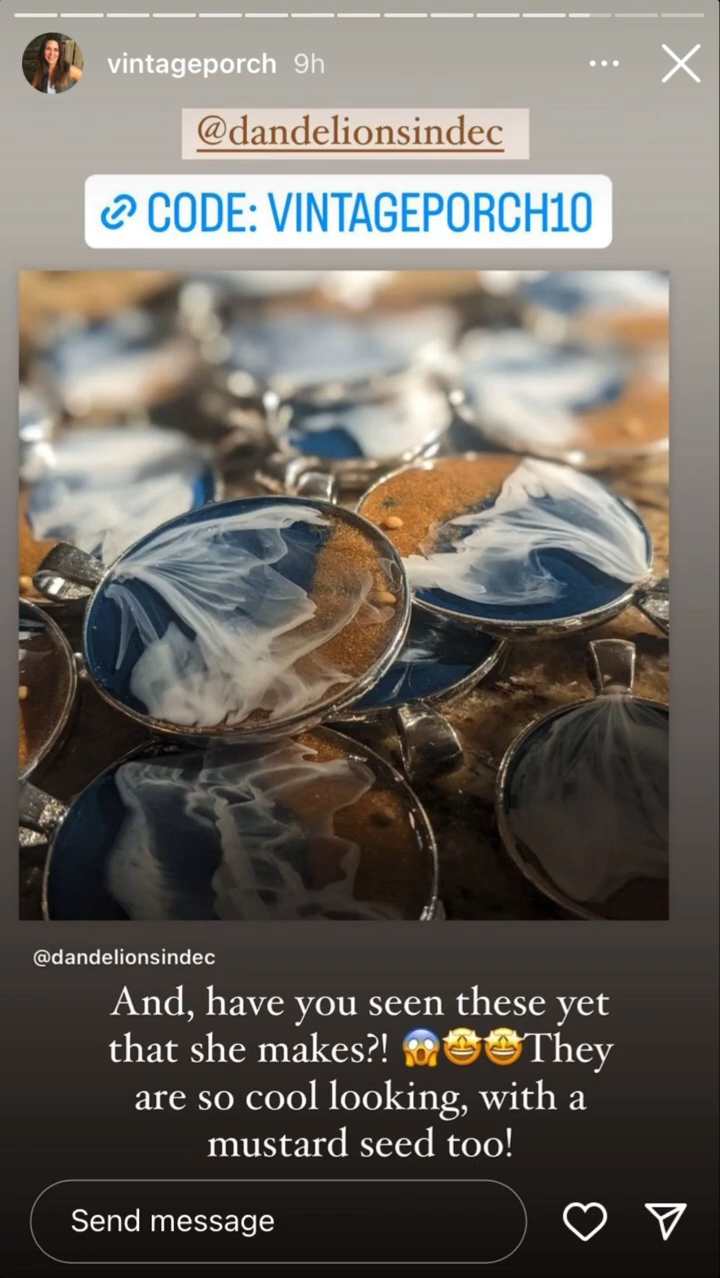 vintageporch 9h
@dandelionsindec
CODE: VINTAGEPORCH10
@dandelionsindec
And, have you seen these yet
that she makes?! 😱🤩🤩They
are so cool looking, with a
mustard seed too!
Send message